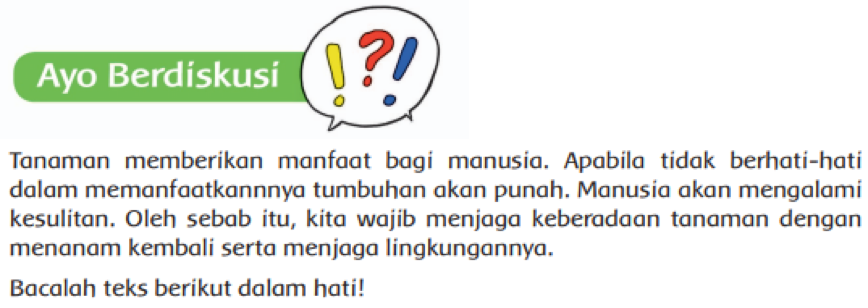 Ayo Berdiskusi
!?!
Tanaman memberikan manfaat bagi manusia. Apabila tidak berhati-hati
dalam memanfaatkannnya tumbuhan akan punah. Manusia akan mengalami
kesulitan. Oleh sebab itu, kita wajib menjaga keberadaan tanaman dengan
menanam kembali serta menjaga lingkungannya.
Bacalah teks berikut dalam hati!